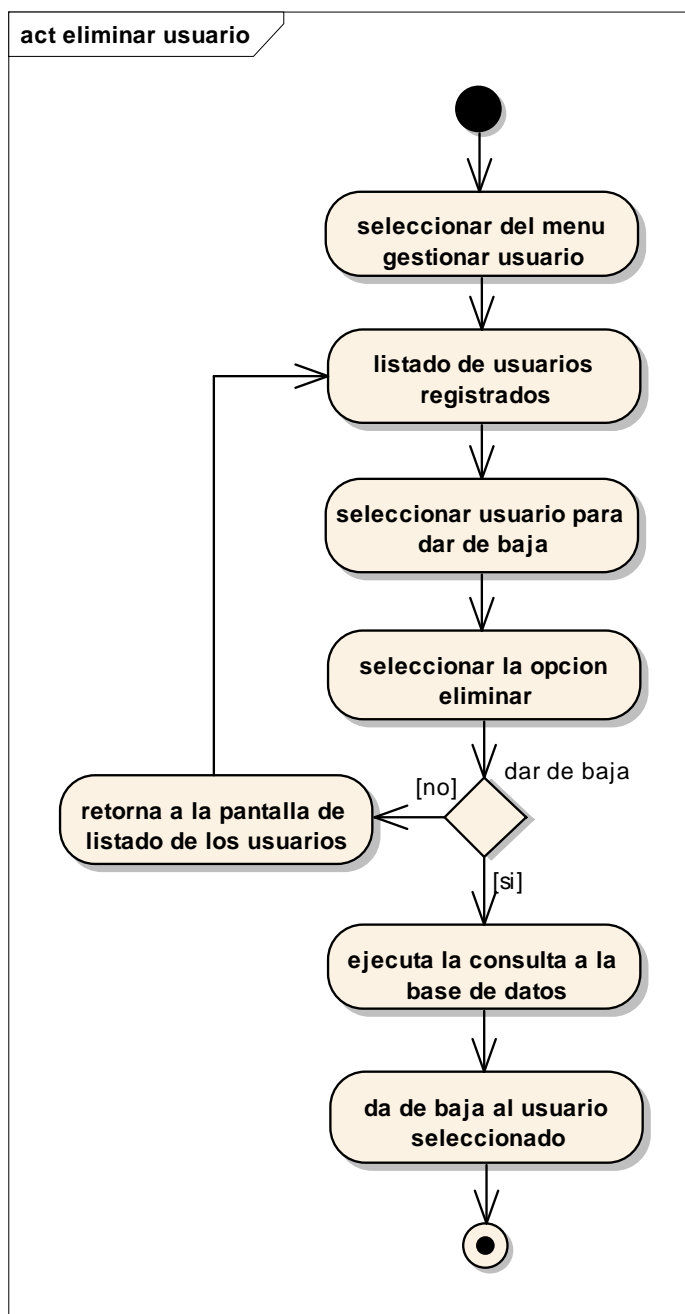 act eliminar usuario
seleccionar del menu
gestionar usuario
listado de usuarios
registrados
seleccionar usuario para
dar de baja
seleccionar la opcion
eliminar
dar de baja
[no]
retorna a la pantalla de
listado de los usuarios
[si]
ejecuta la consulta a la
base de datos
da de baja al usuario
seleccionado